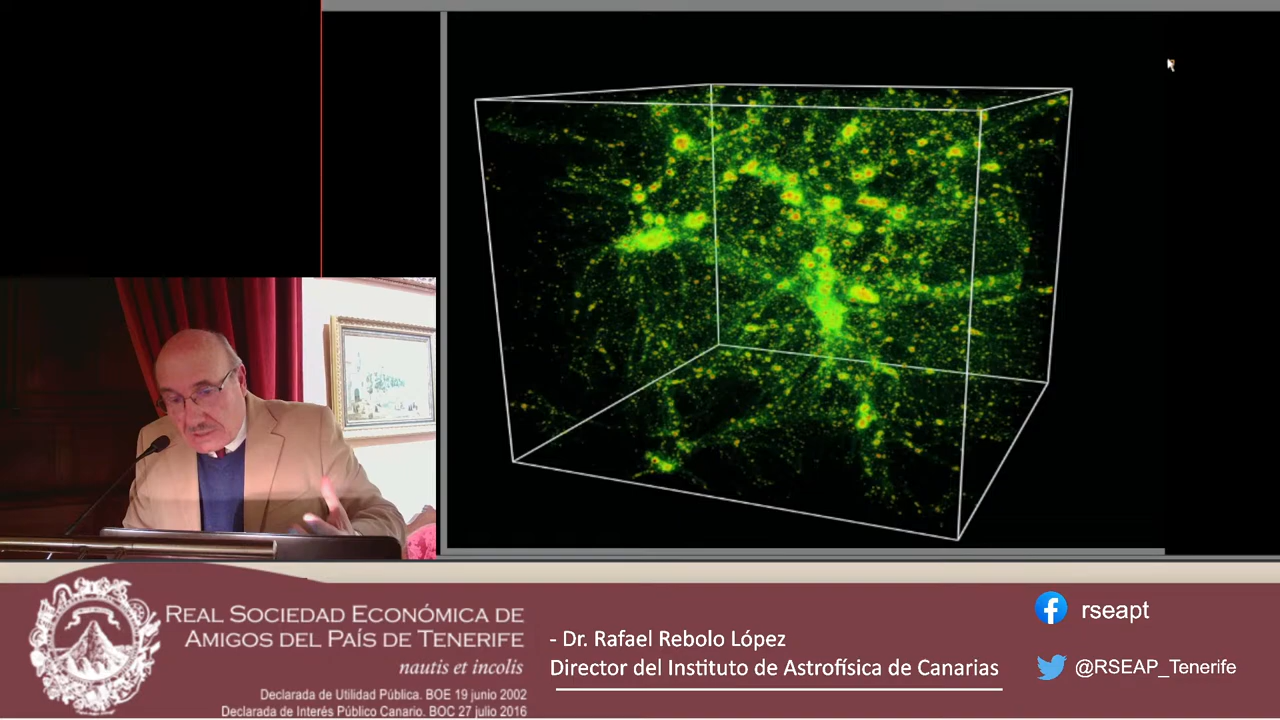 REAL SOCIEDAD ECONÓMICA DE
AMIGOS DEL PAÍS DE TENERIFE
nautis et incolis
Declarada de Utilidad Pública. BOE 19 junio 2002
Declarada de Interés Público Canario. BOC 27 julio 2016
- Dr. Rafael Rebolo López
Director del Instituto de Astrofísica de Canarias
rseapt
@RSEAP_Tenerife